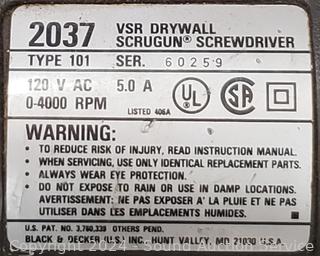 2037 VSR DRYWALL
SCRUGUN® SCREWDRIVER
TYPE 101 SER. 60259
120 V AC 5.0 A
0-4000 RPM
LISTED 406A
UL
SA
WARNING:
• TO REDUCE RISK OF INJURY, READ INSTRUCTION MANUAL.
• WHEN SERVICING, USE ONLY IDENTICAL REPLACEMENT PARTS.
• ALWAYS WEAR EYE PROTECTION.
• DO NOT EXPOSE TO RAIN OR USE IN DAMP LOCATIONS.
AVERTISSEMENT: NE PAS EXPOSER A' LA PLUIE ET NE PAS
UTILISER DANS LES EMPLACEMENTS HUMIDES.
U.S. PAT. NO. 3,760,339 OTHERS PEND.
BLACK & DECKER (U.S.) INC., HUNT VALLEY, MD 21030 U.S.A.
Copyright 2024 - Sound Auction Service